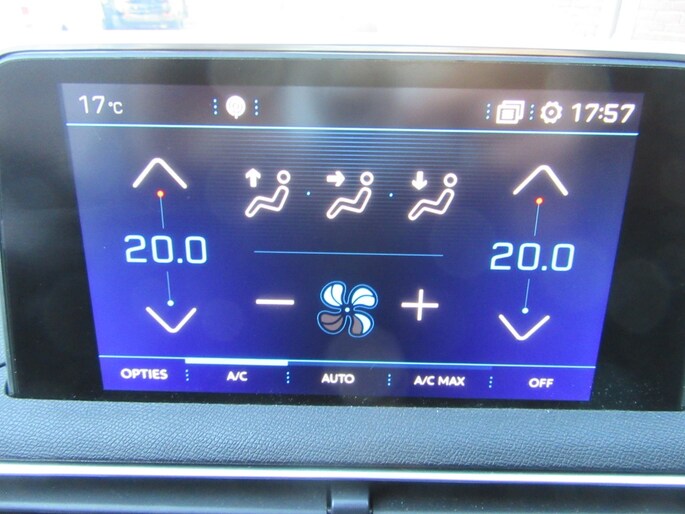 17°C 17:57
20.0 20.0
OPTIES A/C AUTO A/C MAX OFF